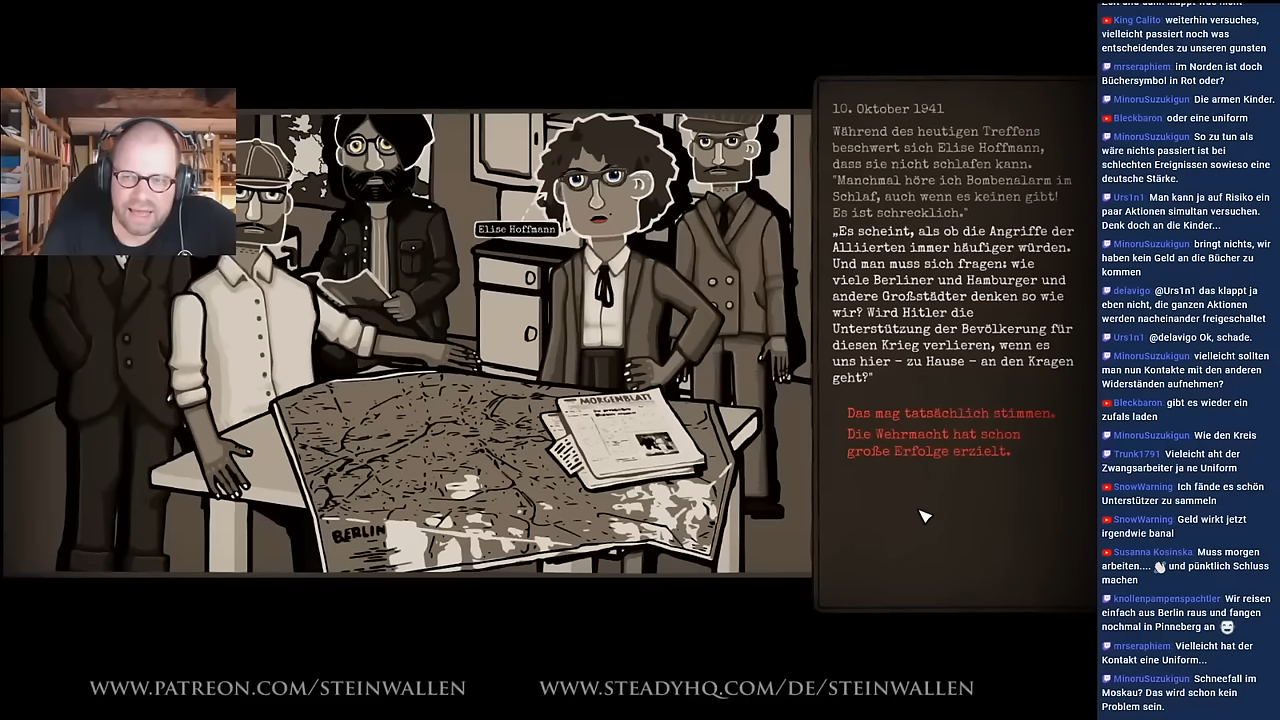 10. Oktober 1941
Während des heutigen Treffens
beschwert sich Elise Hoffmann,
dass sie nicht schlafen kann.
"Manchmal höre ich Bombenalarm im
Schlaf, auch wenn es keinen gibt!
Es ist schrecklich."
„Es scheint, als ob die Angriffe der
Alliierten immer häufiger würden.
Und man muss sich fragen: wie
viele Berliner und Hamburger und
andere Großstädter denken so wie
wir? Wird Hitler die
Unterstützung der Bevölkerung für
diesen Krieg verlieren, wenn es
uns hier – zu Hause – an den Kragen
geht?"
Das mag tatsächlich stimmen.
Die Wehrmacht hat schon
große Erfolge erzielt.
Elise Hoffmann
MORGENBLATT
BERLIN
WWW.PATREON.COM/STEINWALLEN
WWW.STEADYHQ.COM/DE/STEINWALLEN
King Calito weiterhin versuches,
vielleicht passiert noch was
entscheidendes zu unseren gunsten
mrseraphiem im Norden ist doch
Büchersymbol in Rot oder?
MinoruSuzukigun Die armen Kinder.
Bleckbaron oder eine uniform
MinoruSuzukigun So zu tun als
wäre nichts passiert ist bei
schlechten Ereignissen sowieso eine
deutsche Stärke.
Urs1n1 Man kann ja auf Risiko ein
paar Aktionen simultan versuchen.
Denk doch an die Kinder...
MinoruSuzukigun bringt nichts, wir
haben kein Geld an die Bücher zu
kommen
delavigo @Urs1n1 das klappt ja
eben nicht, die ganzen Aktionen
werden nacheinander freigeschaltet
Urs1n1 @delavigo Ok, schade.
MinoruSuzukigun vielleicht sollten
man nun Kontakte mit den anderen
Widerständen aufnehmen?
Bleckbaron gibt es wieder ein
zufals laden
MinoruSuzukigun Wie den Kreis
Trunk1791 Vieleicht aht der
Zwangsarbeiter ja ne Uniform
SnowWarning Ich fände es schön
Unterstützer zu sammeln
SnowWarning Geld wirkt jetzt
irgendwie banal
Susanna Kosinska Muss morgen
arbeiten.... 👋🏻 und pünktlich Schluss
machen
knollenpampenspachtler Wir reisen
einfach aus Berlin raus und fangen
nochmal in Pinneberg an
mrseraphiem Vielleicht hat der
Kontakt eine Uniform...
MinoruSuzukigun Schneefall im
Moskau? Das wird schon kein
Problem sein.